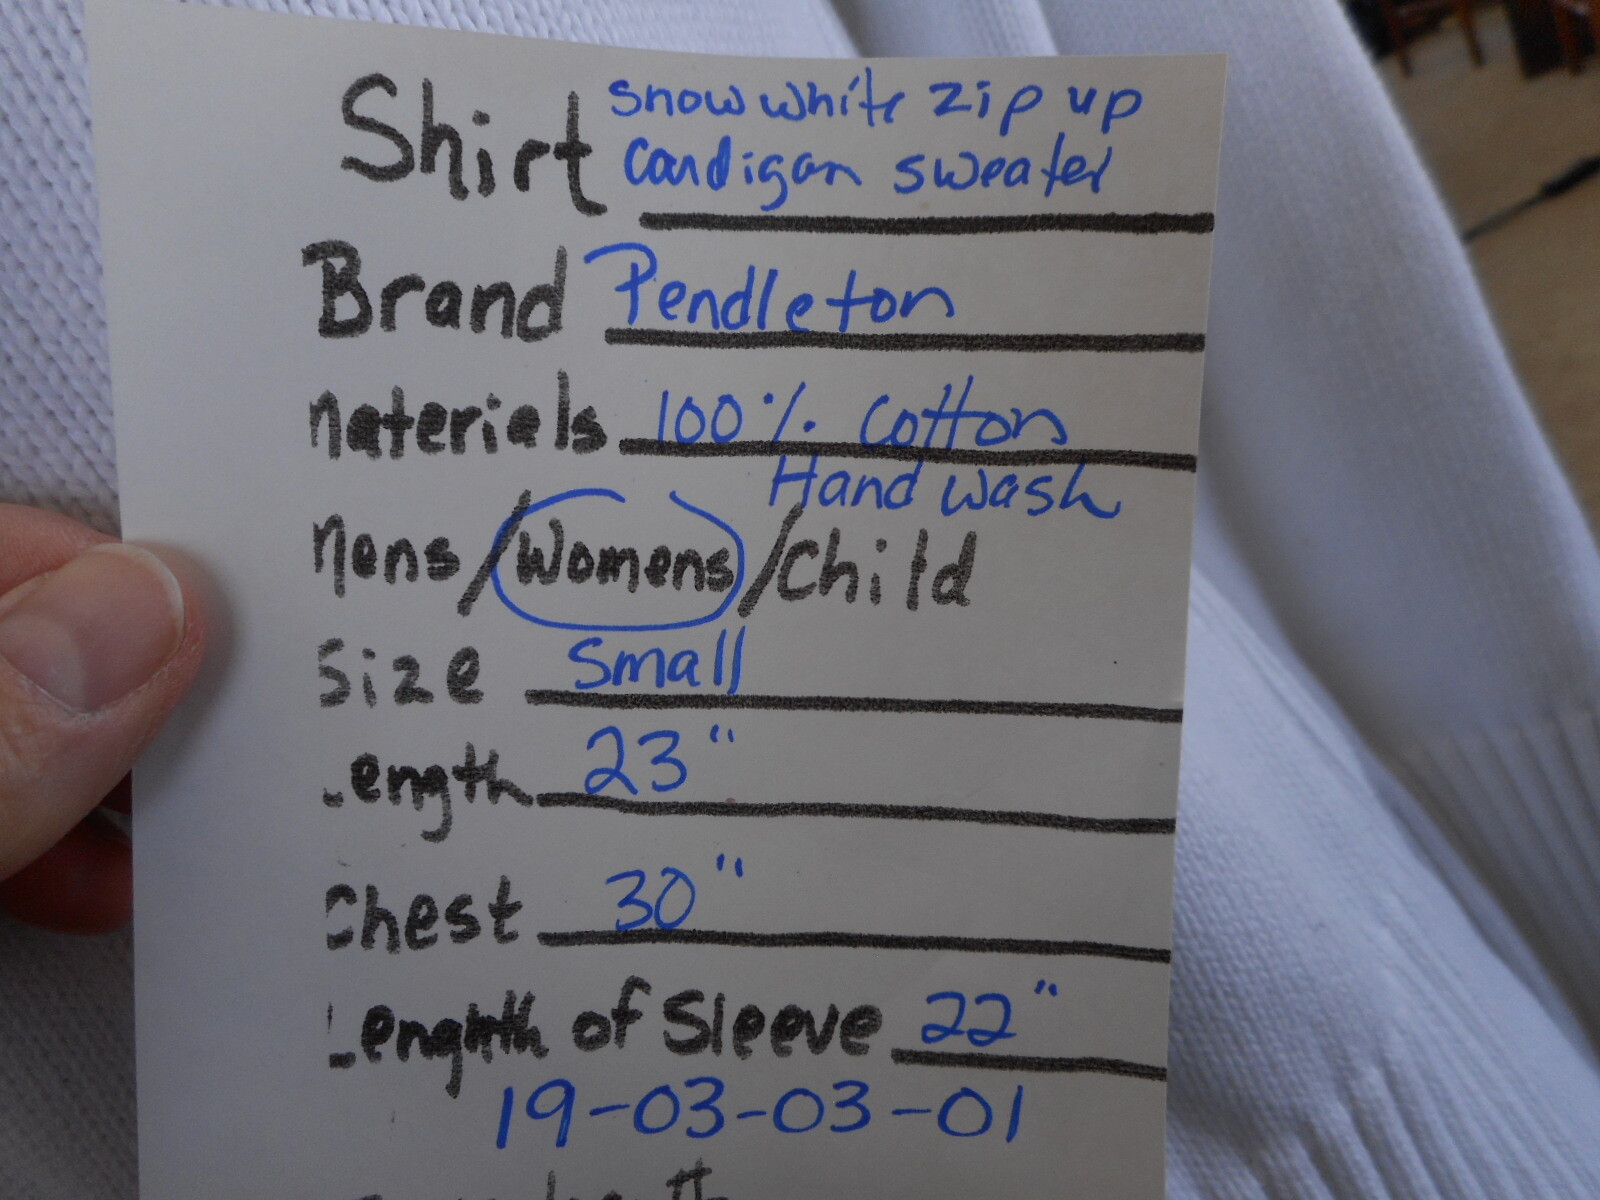 Shirt snow white zip up
cardigan sweater
Brand Pendleton
Materials 100% cotton
Hand wash
Mens/Womens/Child
Size Small
Length 23"
Chest 30"
Length of Sleeve 22"
19-03-03-01